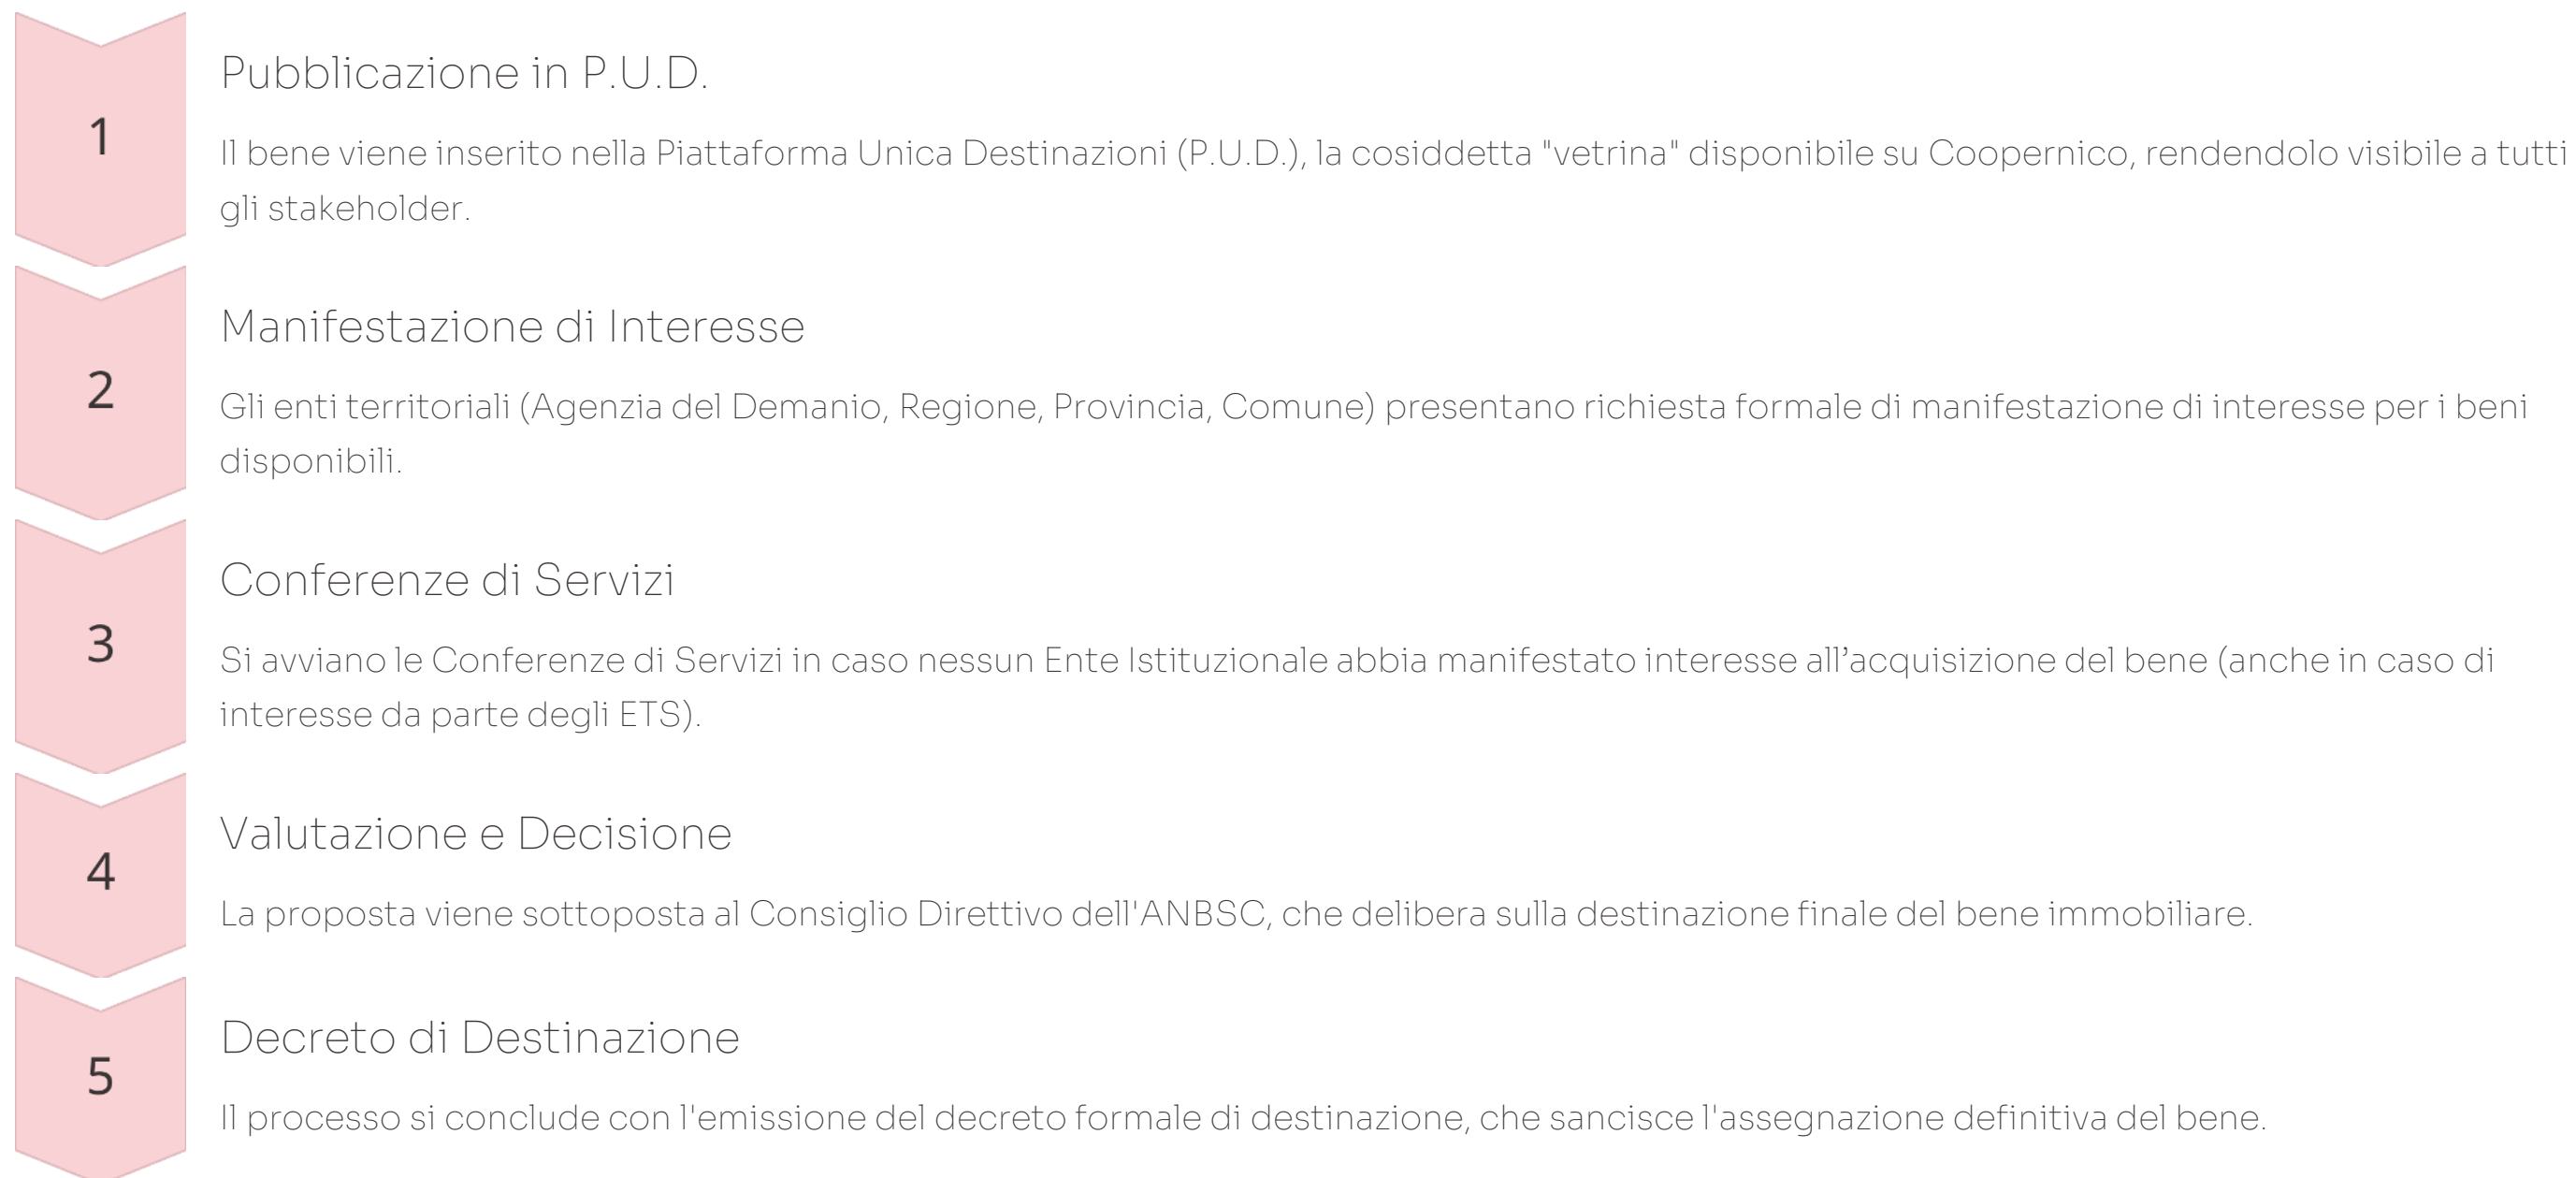 1
Pubblicazione in P.U.D.
Il bene viene inserito nella Piattaforma Unica Destinazioni (P.U.D.), la cosiddetta "vetrina" disponibile su Coopernico, rendendolo visibile a tutti
gli stakeholder.
2
Manifestazione di Interesse
Gli enti territoriali (Agenzia del Demanio, Regione, Provincia, Comune) presentano richiesta formale di manifestazione di interesse per i beni
disponibili.
3
Conferenze di Servizi
Si avviano le Conferenze di Servizi in caso nessun Ente Istituzionale abbia manifestato interesse all’acquisizione del bene (anche in caso di
interesse da parte degli ETS).
4
Valutazione e Decisione
La proposta viene sottoposta al Consiglio Direttivo dell'ANBSC, che delibera sulla destinazione finale del bene immobiliare.
5
Decreto di Destinazione
Il processo si conclude con l'emissione del decreto formale di destinazione, che sancisce l'assegnazione definitiva del bene.